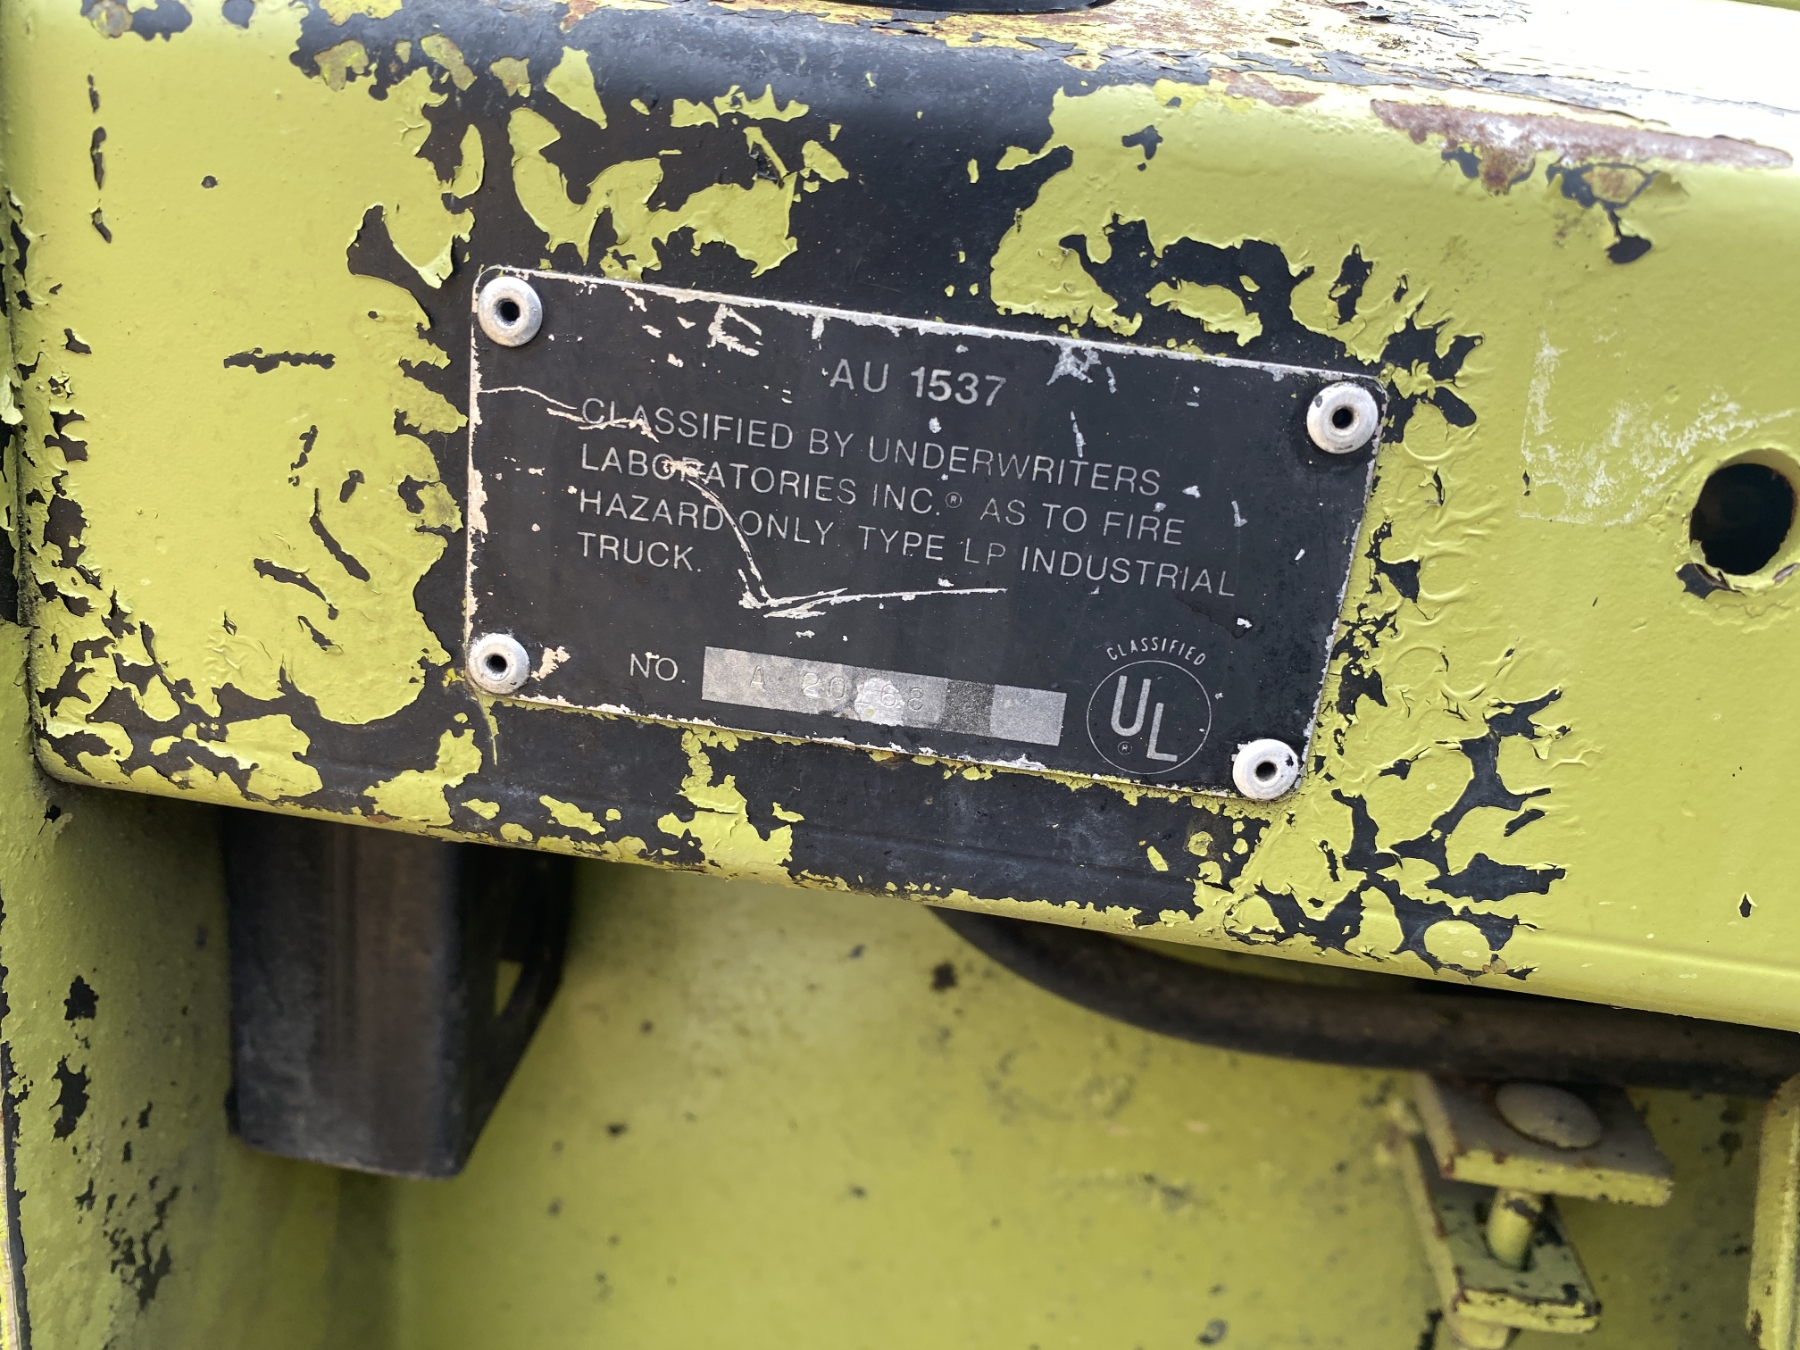 AU 1537
CLASSIFIED BY UNDERWRITERS
LABORATORIES INC.® AS TO FIRE
HAZARD ONLY TYPE LP INDUSTRIAL
TRUCK.
NO. A
CLASSIFIED
UL
®